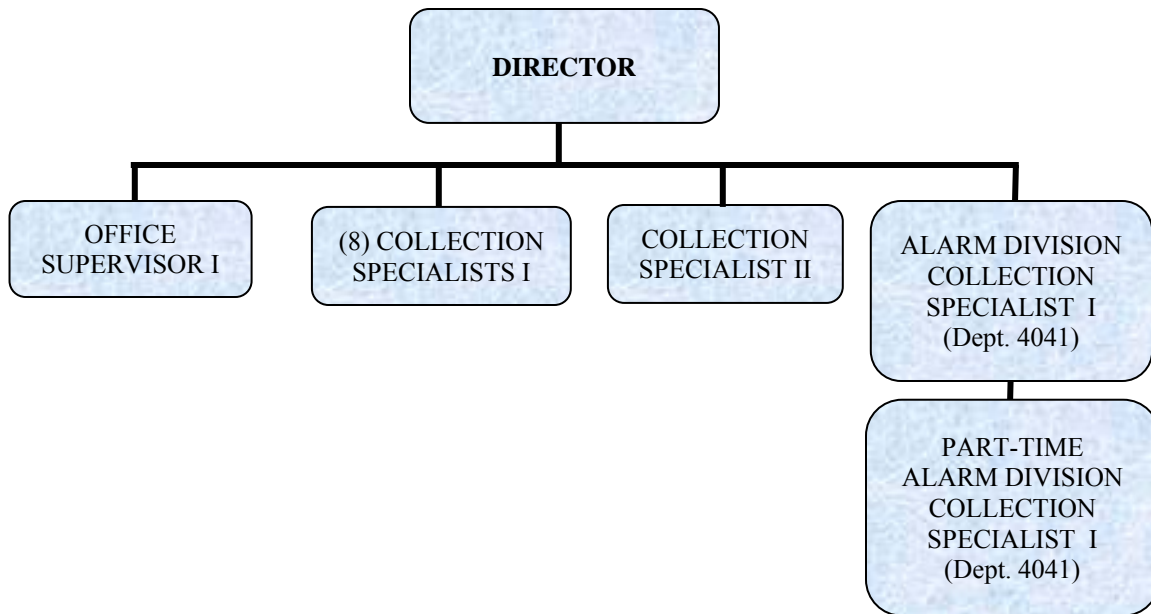 DIRECTOR
OFFICE
SUPERVISOR I
(8) COLLECTION
SPECIALISTS I
COLLECTION
SPECIALIST II
ALARM DIVISION
COLLECTION
SPECIALIST I
(Dept. 4041)
PART-TIME
ALARM DIVISION
COLLECTION
SPECIALIST I
(Dept. 4041)